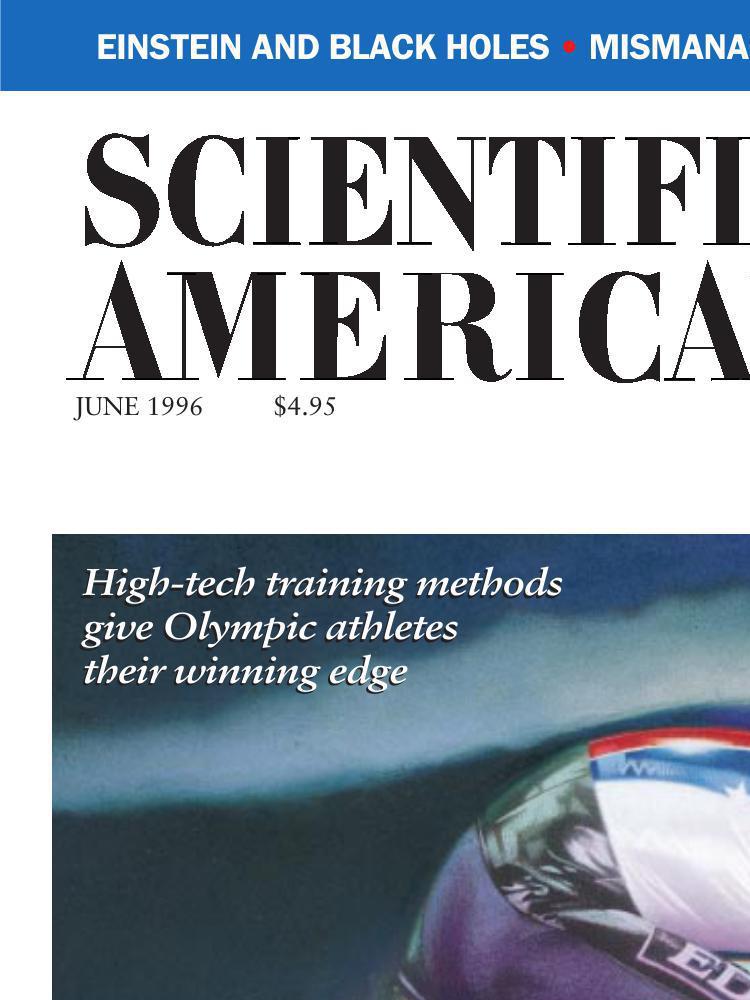 EINSTEIN AND BLACK HOLES • MISMANA
SCIENTIFI
AMERICA
JUNE 1996 $4.95
High-tech training methods
give Olympic athletes
their winning edge
ED